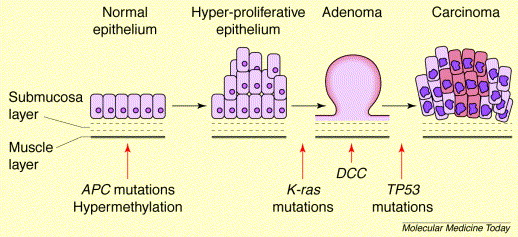 Normal
epithelium
Hyper-proliferative
epithelium
Adenoma
Carcinoma
Submucosa
layer
Muscle
layer
APC mutations
Hypermethylation
K-ras
mutations
DCC
TP53
mutations
Molecular Medicine Today